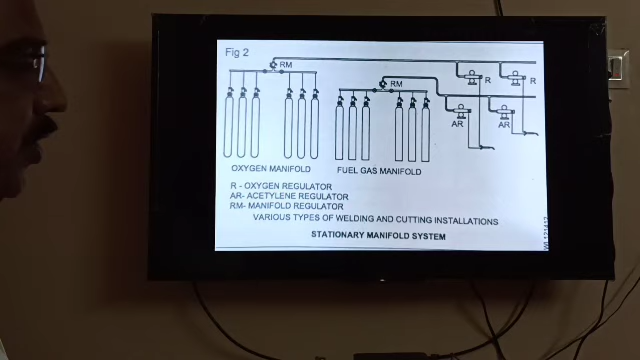 Fig 2
RM
R
R
RM
AR
AR
OXYGEN MANIFOLD
FUEL GAS MANIFOLD
R - OXYGEN REGULATOR
AR- ACETYLENE REGULATOR
RM- MANIFOLD REGULATOR
VARIOUS TYPES OF WELDING AND CUTTING INSTALLATIONS
STATIONARY MANIFOLD SYSTEM